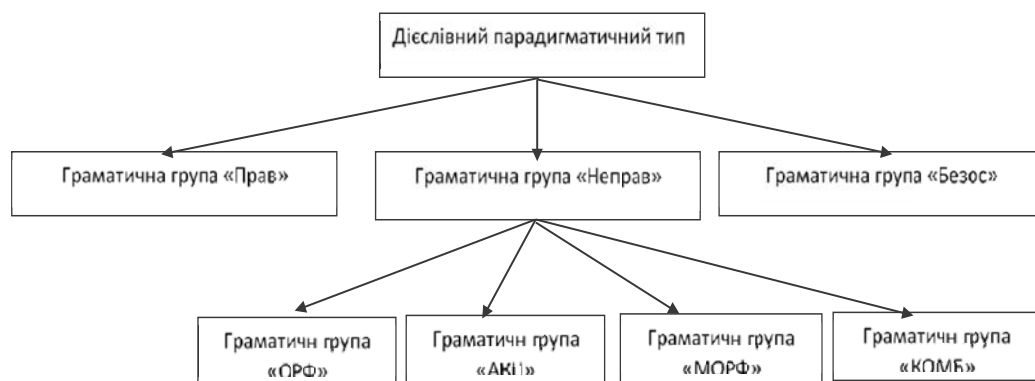 Дієслівний парадигматичний тип
Граматична група «Прав»
Граматична група «Неправ»
Граматична група «Безос»
Граматичн група
«ОРФ»
Граматичн група
«АКЦ»
Граматичн група
«МОРФ»
Граматичн група
«КОМБ»